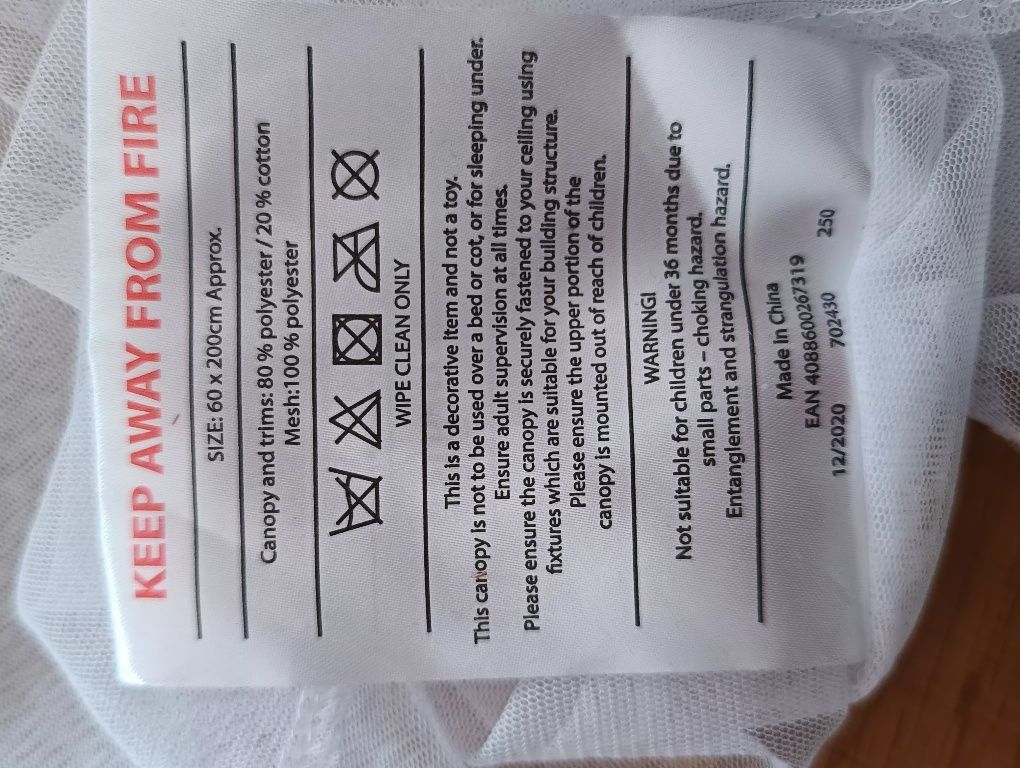 KEEP AWAY FROM FIRE
SIZE: 60 x 200cm Approx.
Canopy and trims: 80 % polyester / 20 % cotton
Mesh:100 % polyester
WIPE CLEAN ONLY
This is a decorative item and not a toy.
This canopy is not to be used over a bed or cot, or for sleeping under.
Ensure adult supervision at all times.
Please ensure the canopy is securely fastened to your ceiling using
fixtures which are suitable for your building structure.
Please ensure the upper portion of the
canopy is mounted out of reach of children.
WARNING!
Not suitable for children under 36 months due to
small parts – choking hazard.
Entanglement and strangulation hazard.
Made in China
EAN 4088600267319
12/2020 702430 250